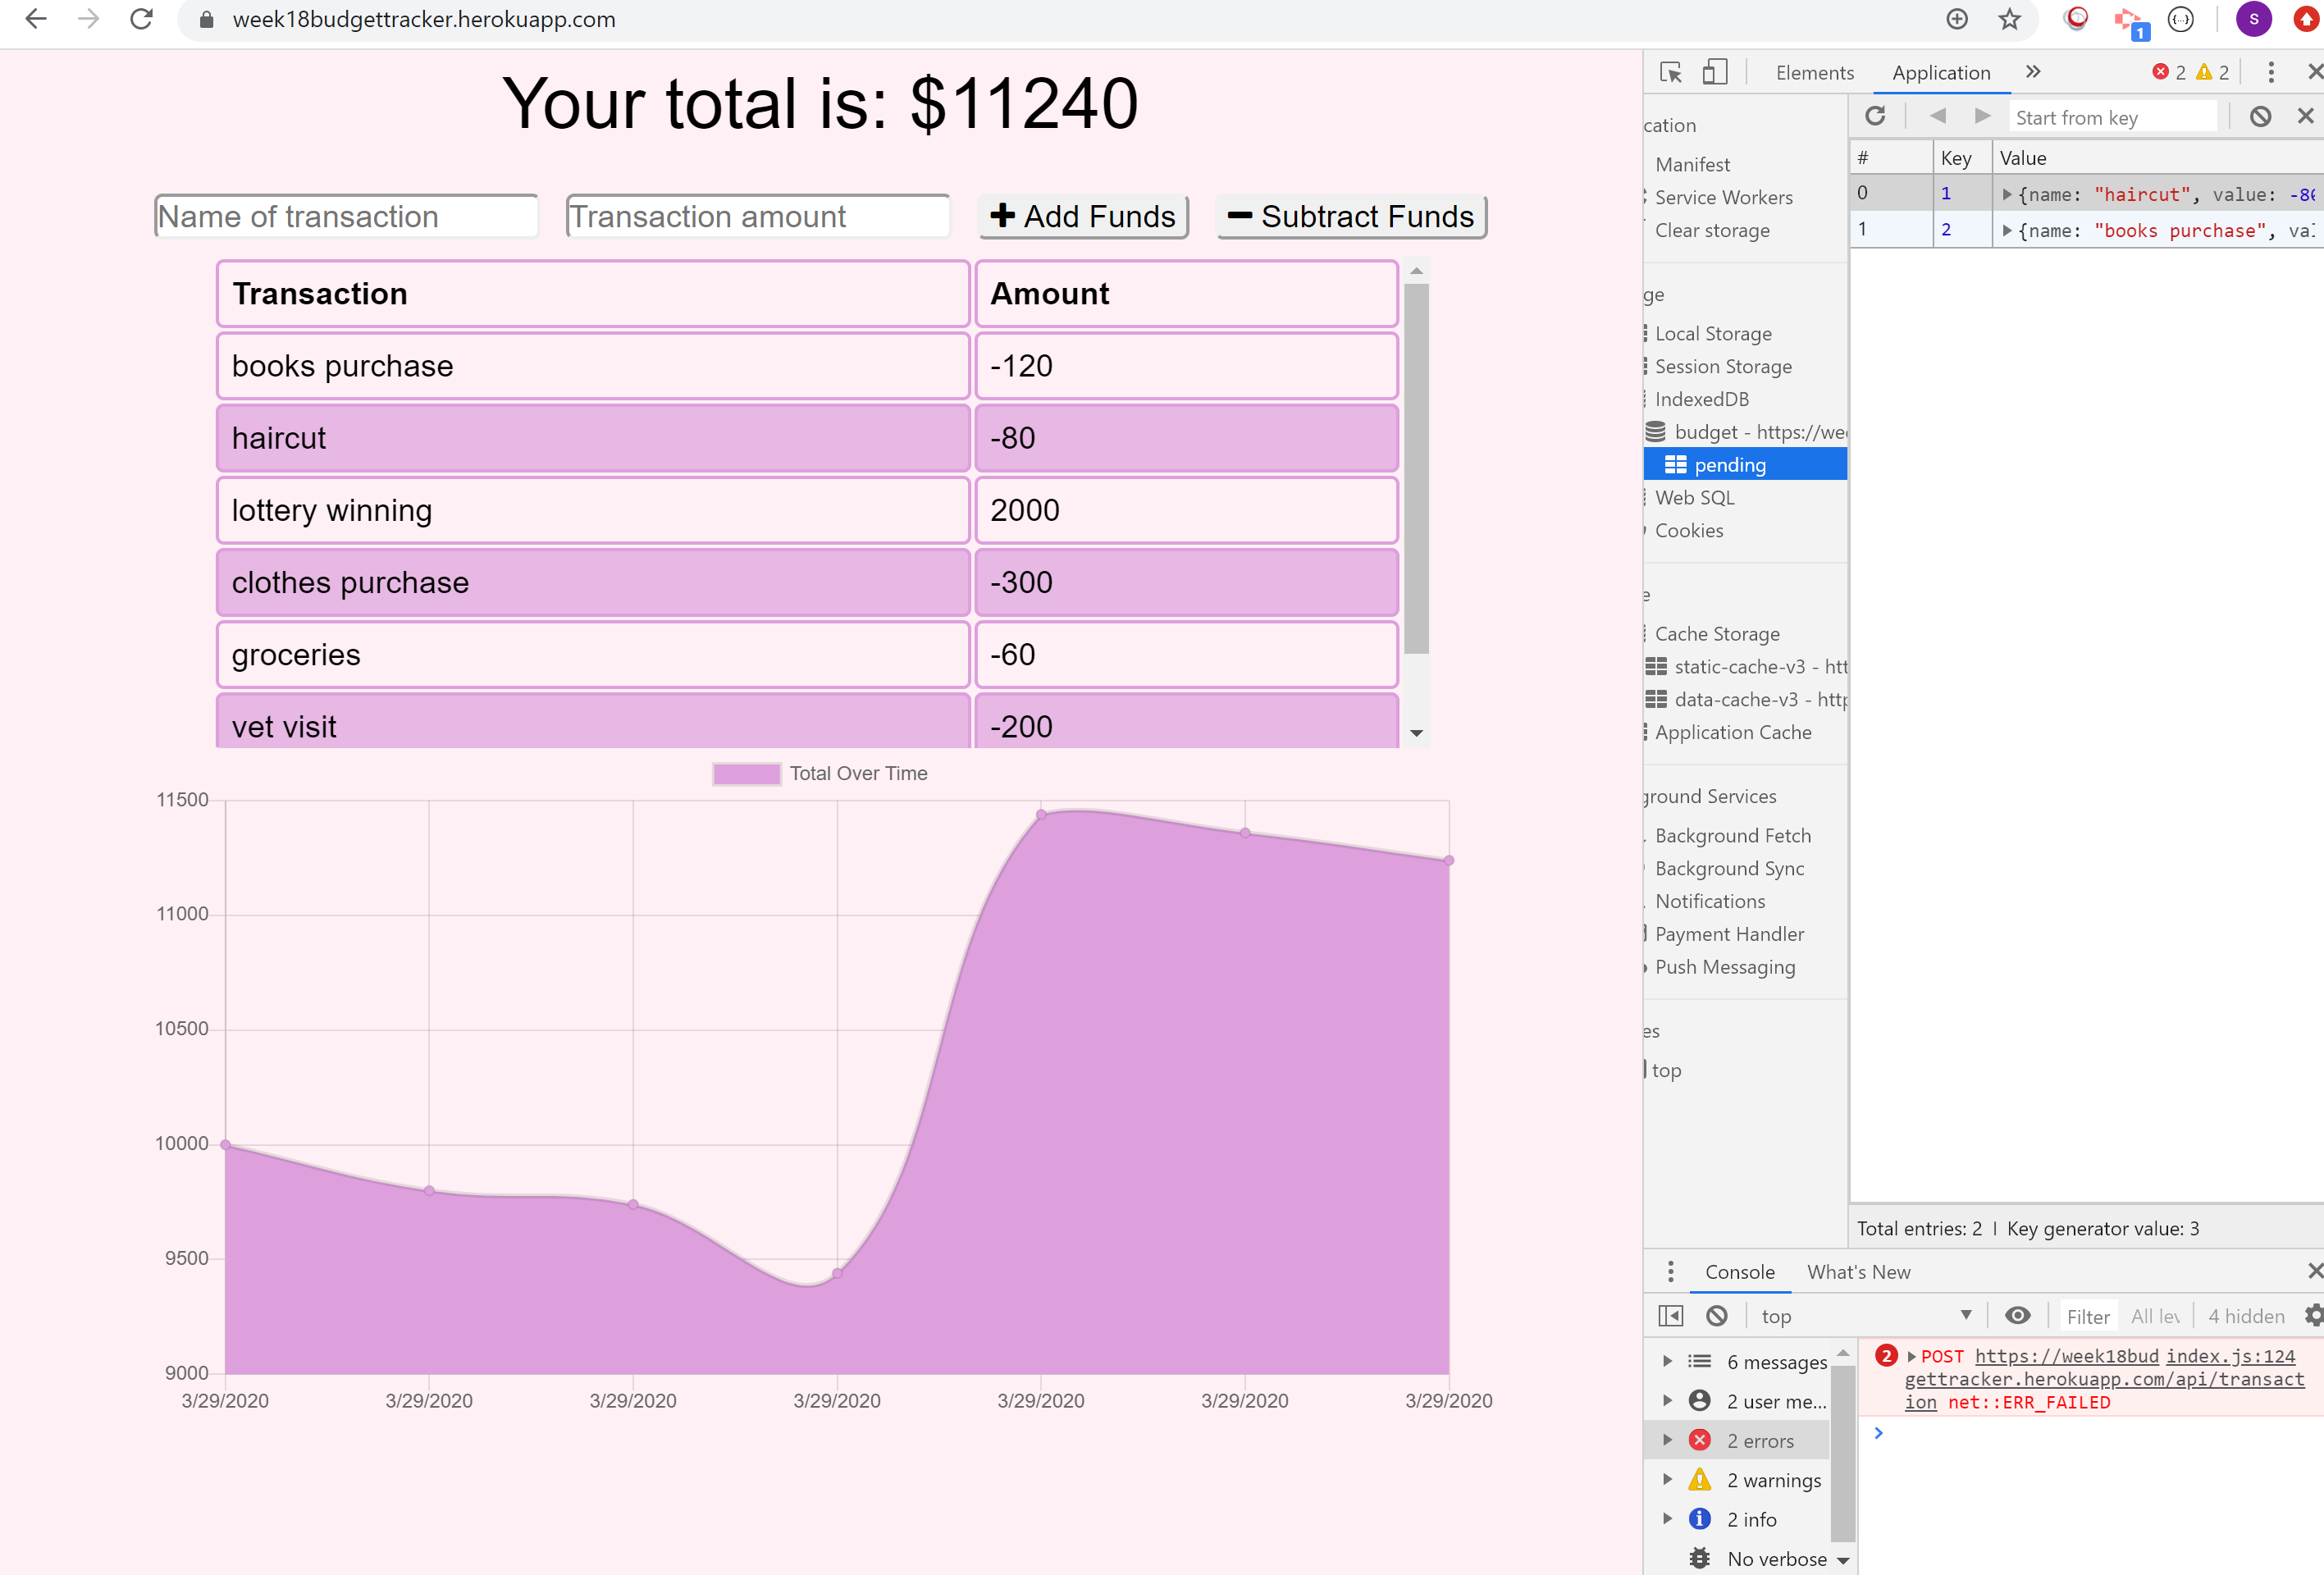 week18budgettracker.herokuapp.com
1
S
Your total is: $11240
Name of transaction
Transaction amount
Add Funds
Subtract Funds
Transaction
Amount
books purchase
-120
haircut
-80
lottery winning
2000
clothes purchase
-300
groceries
-60
vet visit
-200
Total Over Time
11500
11000
10500
10000
9500
9000
3/29/2020
3/29/2020
3/29/2020
3/29/2020
3/29/2020
3/29/2020
3/29/2020
Elements
Application
2
2
cation
Manifest
Service Workers
Clear storage
ge
Local Storage
Session Storage
IndexedDB
budget - https://we
pending
Web SQL
Cookies
e
Cache Storage
static-cache-v3 - htt
data-cache-v3 - http
Application Cache
ground Services
Background Fetch
Background Sync
Notifications
Payment Handler
Push Messaging
es
top
Start from key
# Key Value
0 1 {name: "haircut", value: -80
1 2 {name: "books purchase", val
Total entries: 2 | Key generator value: 3
Console What's New
top
Filter All lev 4 hidden
6 messages
2 user me...
2 errors
2 warnings
2 info
No verbose
2 POST https://week18bud index.js:124
gettracker.herokuapp.com/api/transact
ion net::ERR_FAILED